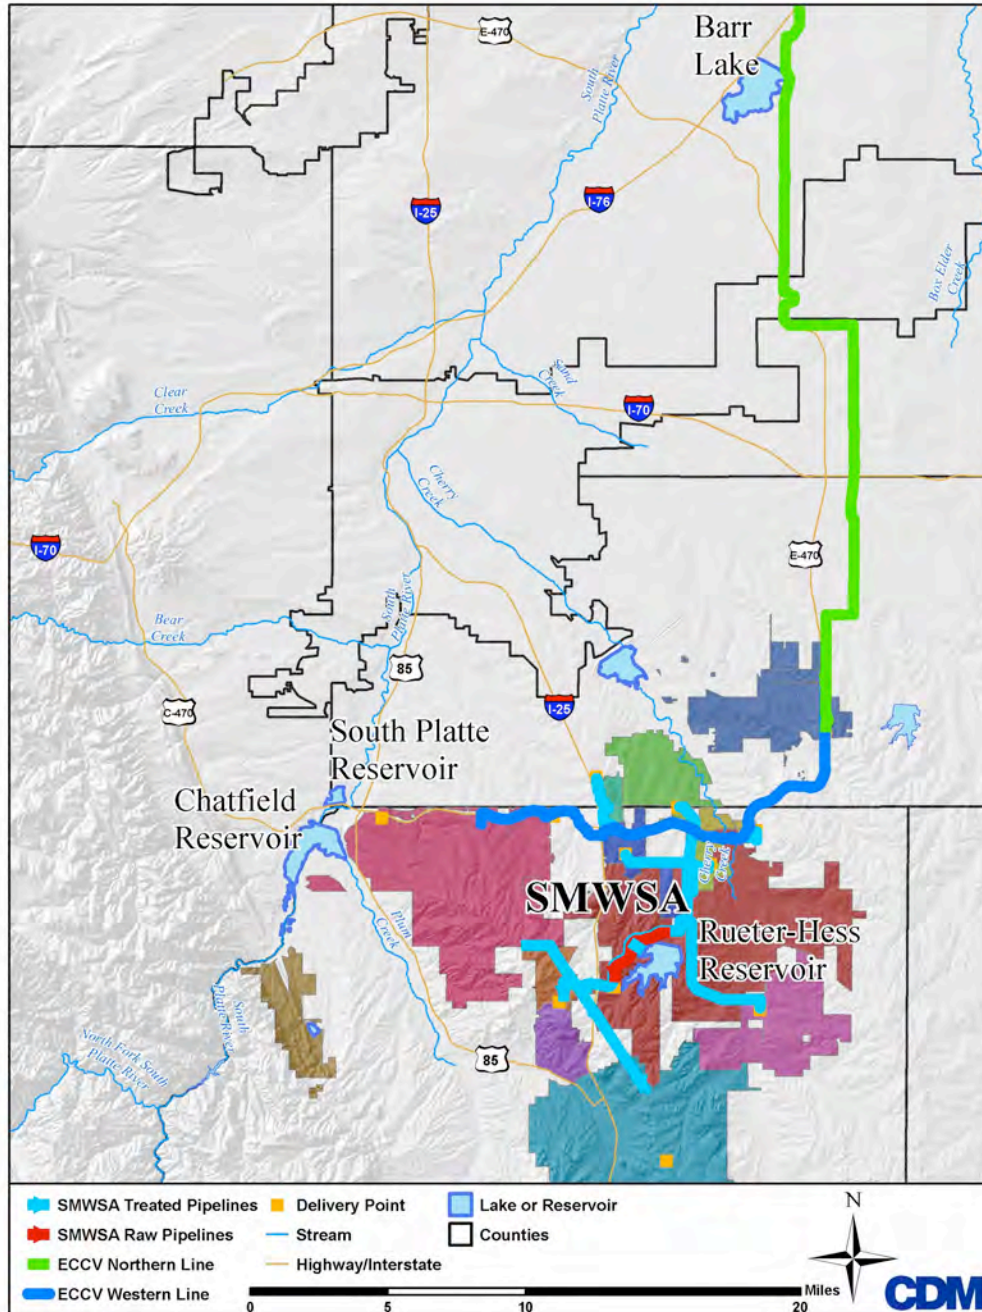 E-470
Barr
Lake
South
Platte River
I-25
I-76
Box Elder
Creek
Clear
Creek
Sand
Creek
I-70
Cherry
Creek
I-70
E-470
South
Platte River
Bear
Creek
85
C-470
I-25
South Platte
Reservoir
Chatfield
Reservoir
Cherry
Creek
SMWSA
Plum
Creek
Rueter-Hess
Reservoir
South
Platte River
North Fork South
Platte River
85
SMWSA Treated Pipelines
Delivery Point
Lake or Reservoir
N
SMWSA Raw Pipelines
Stream
Counties
ECCV Northern Line
Highway/Interstate
ECCV Western Line
Miles
0 5 10 20
CDM